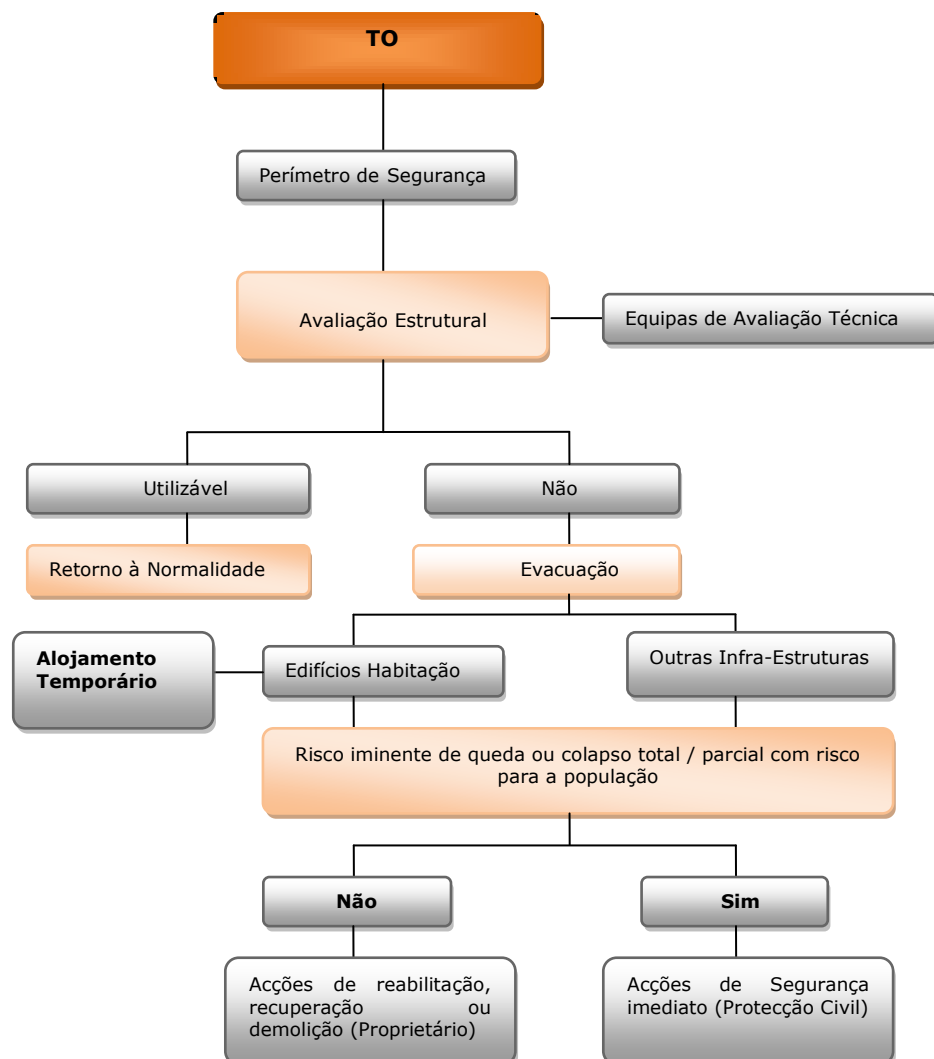 TO
Perímetro de Segurança
Avaliação Estrutural
Equipas de Avaliação Técnica
Utilizável
Não
Retorno à Normalidade
Evacuação
Alojamento
Temporário
Edifícios Habitação
Outras Infra-Estruturas
Risco iminente de queda ou colapso total / parcial com risco
para a população
Não
Sim
Acções de reabilitação,
recuperação ou
demolição (Proprietário)
Acções de Segurança
imediato (Protecção Civil)